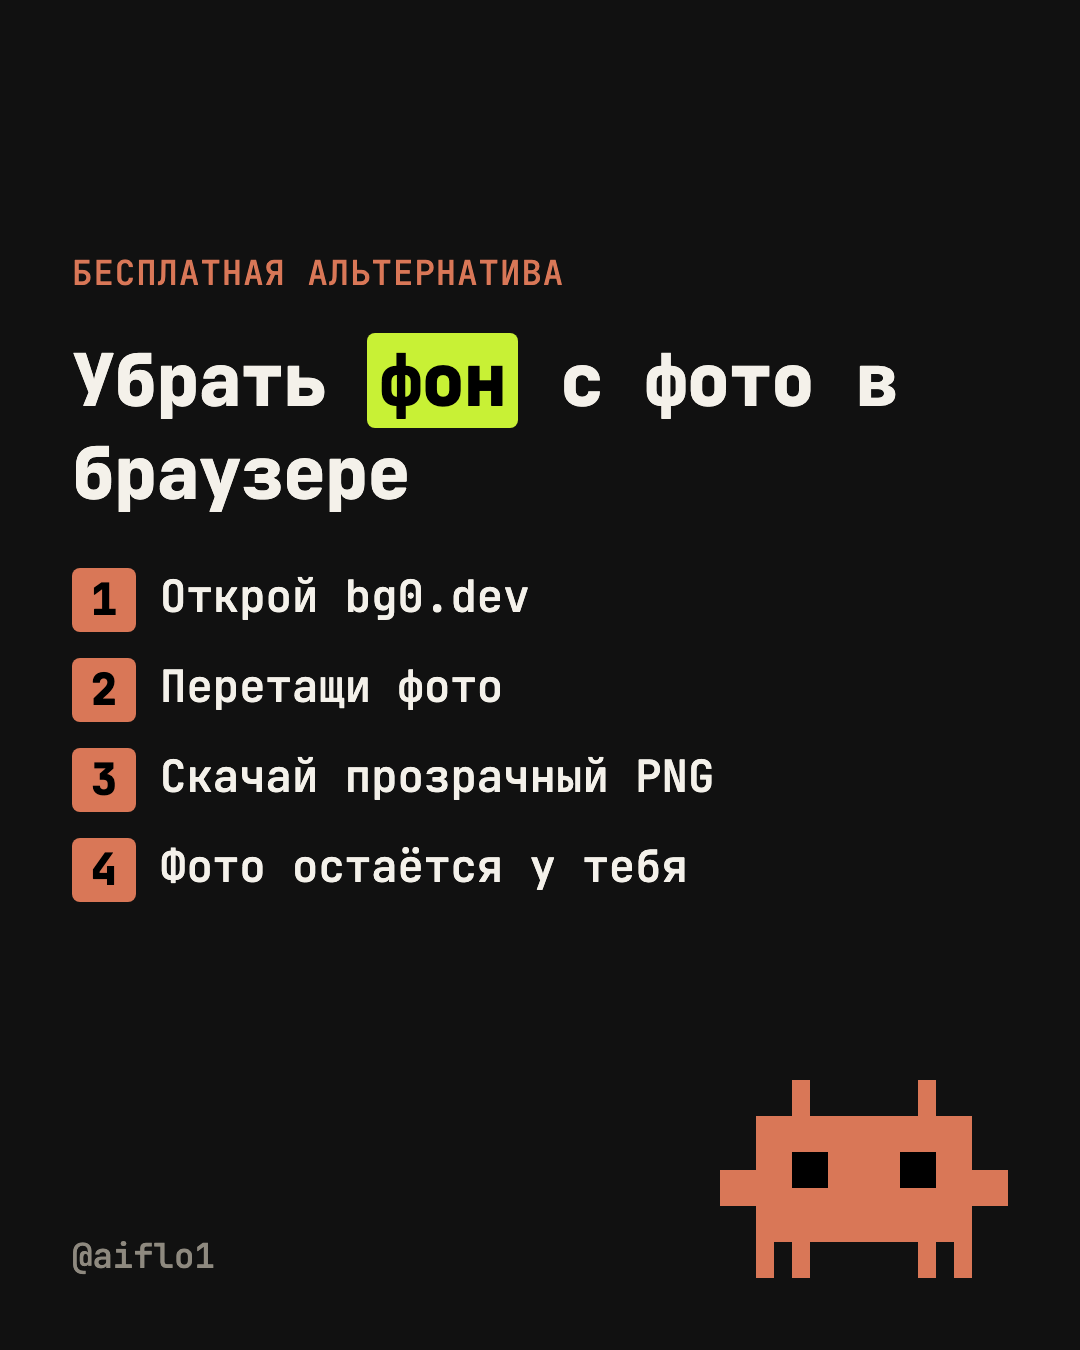 БЕСПЛАТНАЯ АЛЬТЕРНАТИВА
Убрать фон с фото в
браузере
1 Открой bg0.dev
2 Перетащи фото
3 Скачай прозрачный PNG
4 Фото остаётся у тебя
@aiflo1